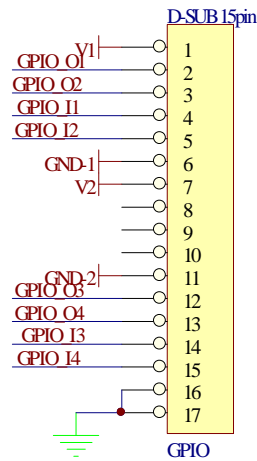 D-SUB 15pin
V1 1
GPIO_O1 2
GPIO_O2 3
GPIO_I1 4
GPIO_I2 5
GND-1 6
V2 7
8
9
10
GND-2 11
GPIO_O3 12
GPIO_O4 13
GPIO_I3 14
GPIO_I4 15
16
17
GPIO